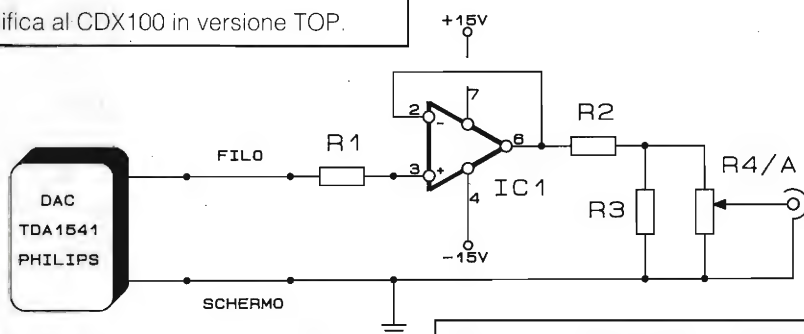 ifica al CDX100 in versione TOP.
+15V
2
7
-
R1
FILO
3
+
6
R2
R4/A
DAC
TDA1541
PHILIPS
4
IC1
R3
-15V
SCHERMO